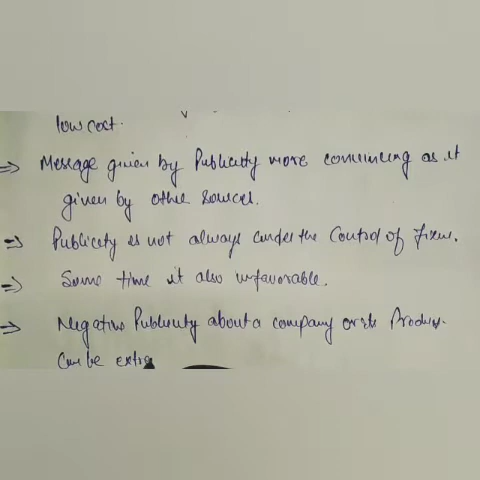 low cost.
⇒ Message given by Publicity more convincing as it
given by other sources.
⇒ Publicity is not always under the Control of firm.
⇒ Some time it also unfavorable.
⇒ Negative Publicity about a company or its Product
can be extre